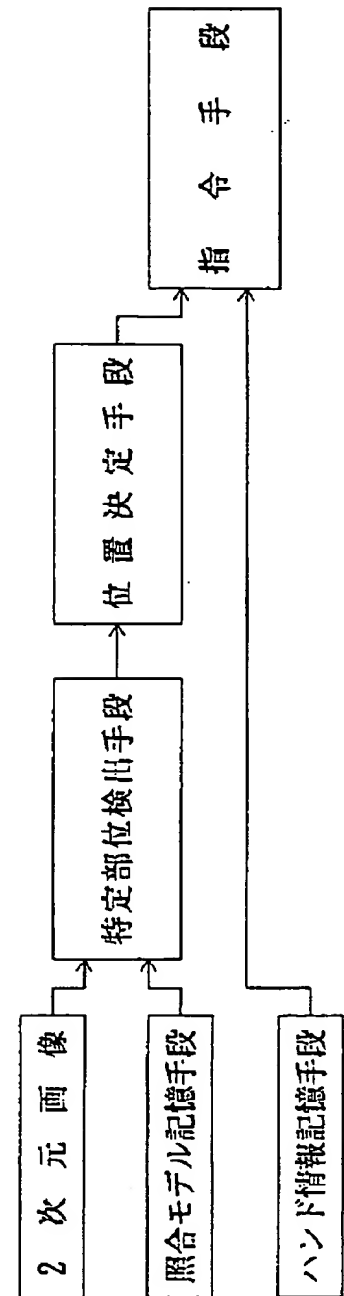 2次元画像
照合モデル記憶手段
ハンド情報記憶手段
特定部位検出手段
位置決定手段
指令手段